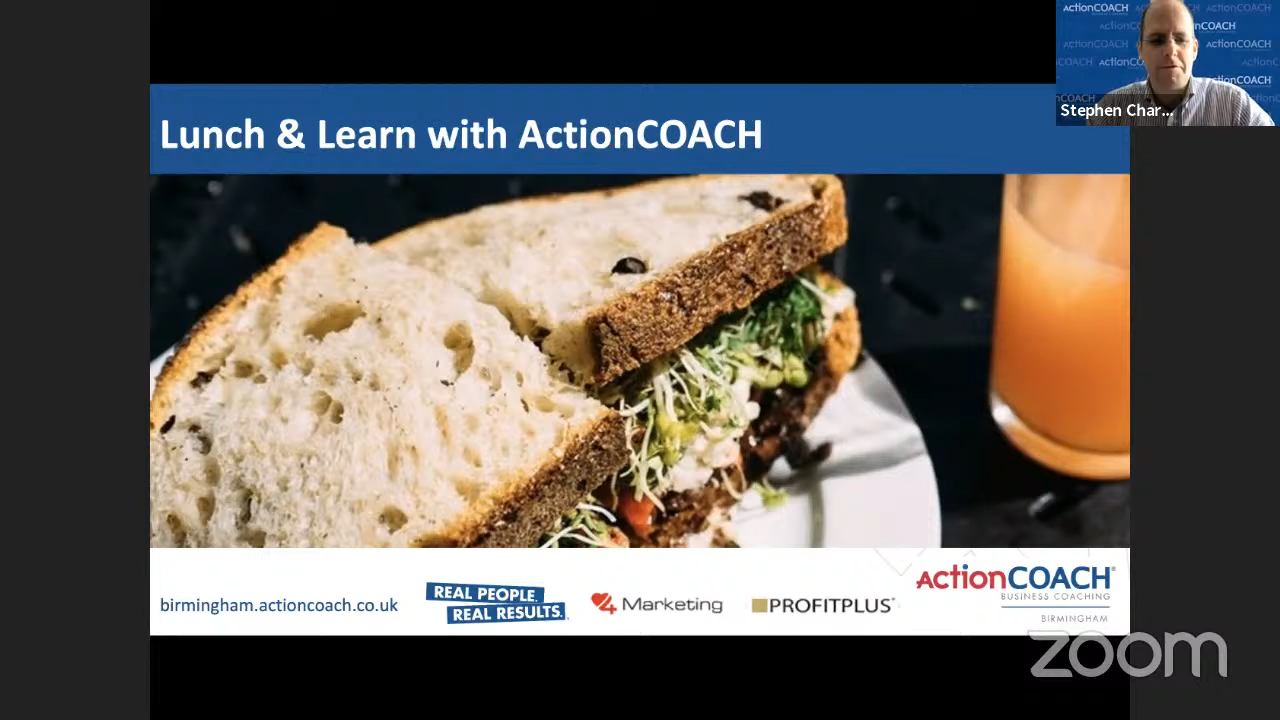 actionCOACH
actionCOACH
actionCOACH
Stephen Char...
Lunch & Learn with ActionCOACH
birmingham.actioncoach.co.uk
REAL PEOPLE.
REAL RESULTS.
4 Marketing
PROFITPLUS
ActionCOACH®
BUSINESS COACHING
BIRMINGHAM
zoom